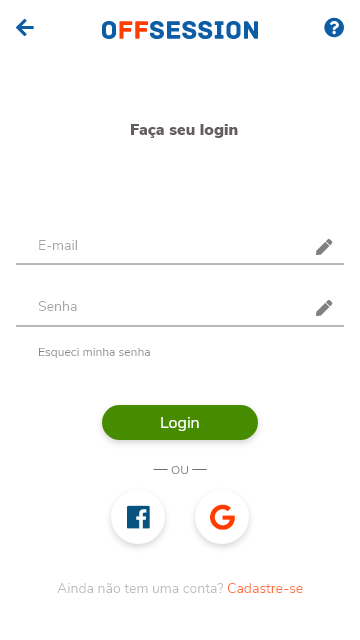 OFFSESSION
Faça seu login
E-mail
Senha
Esqueci minha senha
Login
OU
Ainda não tem uma conta? Cadastre-se